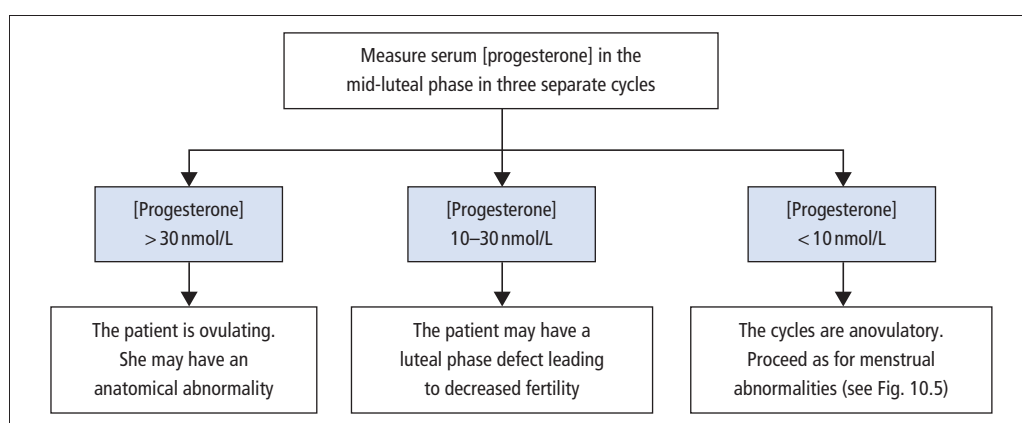 Measure serum [progesterone] in the
mid-luteal phase in three separate cycles
[Progesterone]
> 30 nmol/L
[Progesterone]
10–30 nmol/L
[Progesterone]
< 10 nmol/L
The patient is ovulating.
She may have an
anatomical abnormality
The patient may have a
luteal phase defect leading
to decreased fertility
The cycles are anovulatory.
Proceed as for menstrual
abnormalities (see Fig. 10.5)